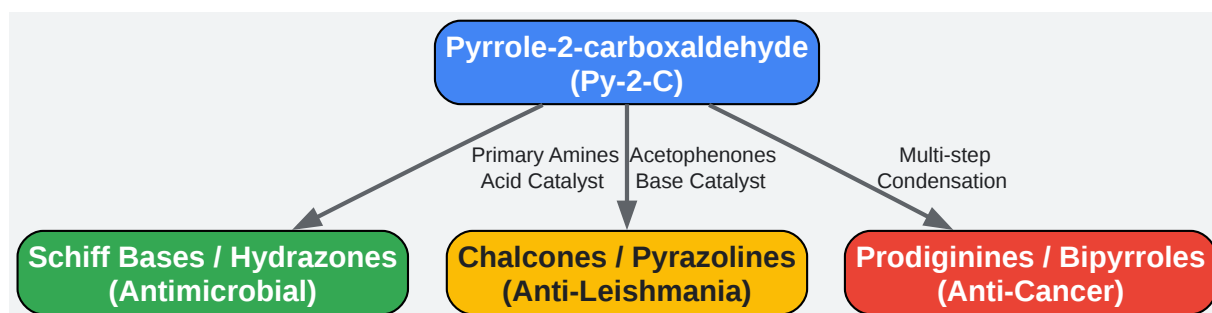 Pyrrole-2-carboxaldehyde
(Py-2-C)
Primary Amines
Acid Catalyst
Acetophenones
Base Catalyst
Multi-step
Condensation
Schiff Bases / Hydrazones
(Antimicrobial)
Chalcones / Pyrazolines
(Anti-Leishmania)
Prodiginines / Bipyrroles
(Anti-Cancer)